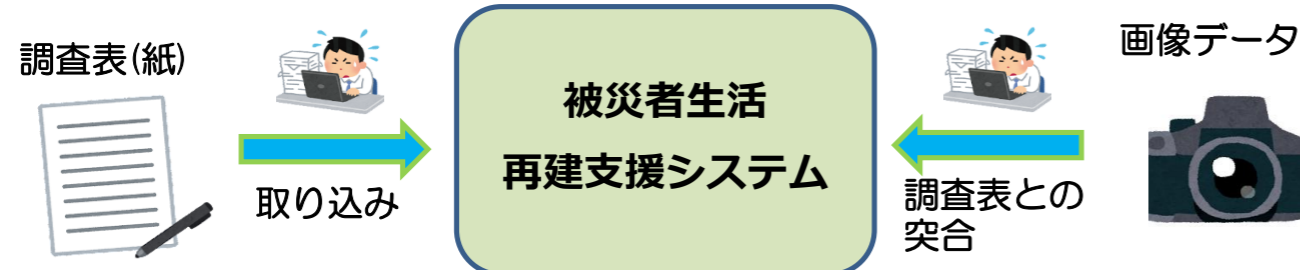 調査表(紙)
取り込み
被災者生活
再建支援システム
画像データ
調査表との
突合